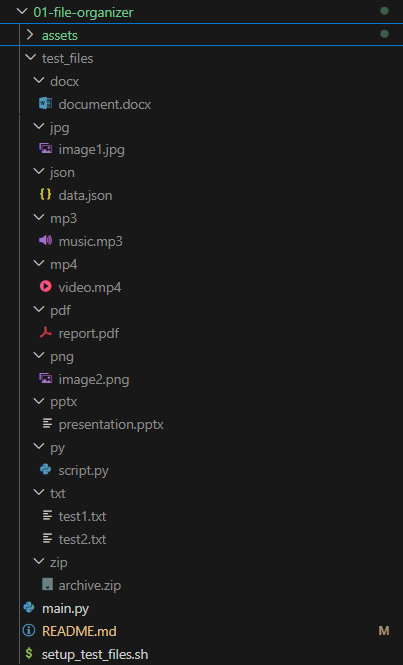 01-file-organizer
assets
test_files
docx
document.docx
jpg
image1.jpg
json
data.json
mp3
music.mp3
mp4
video.mp4
pdf
report.pdf
png
image2.png
pptx
presentation.pptx
py
script.py
txt
test1.txt
test2.txt
zip
archive.zip
main.py
README.md M
$ setup_test_files.sh